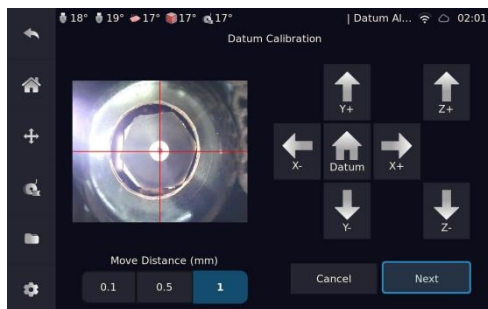 18° 19° 17° 17° 17° | Datum Al... 02:01
Datum Calibration
Y+ Z+
X- Datum X+
Y- Z-
Move Distance (mm)
0.1 0.5 1
Cancel Next